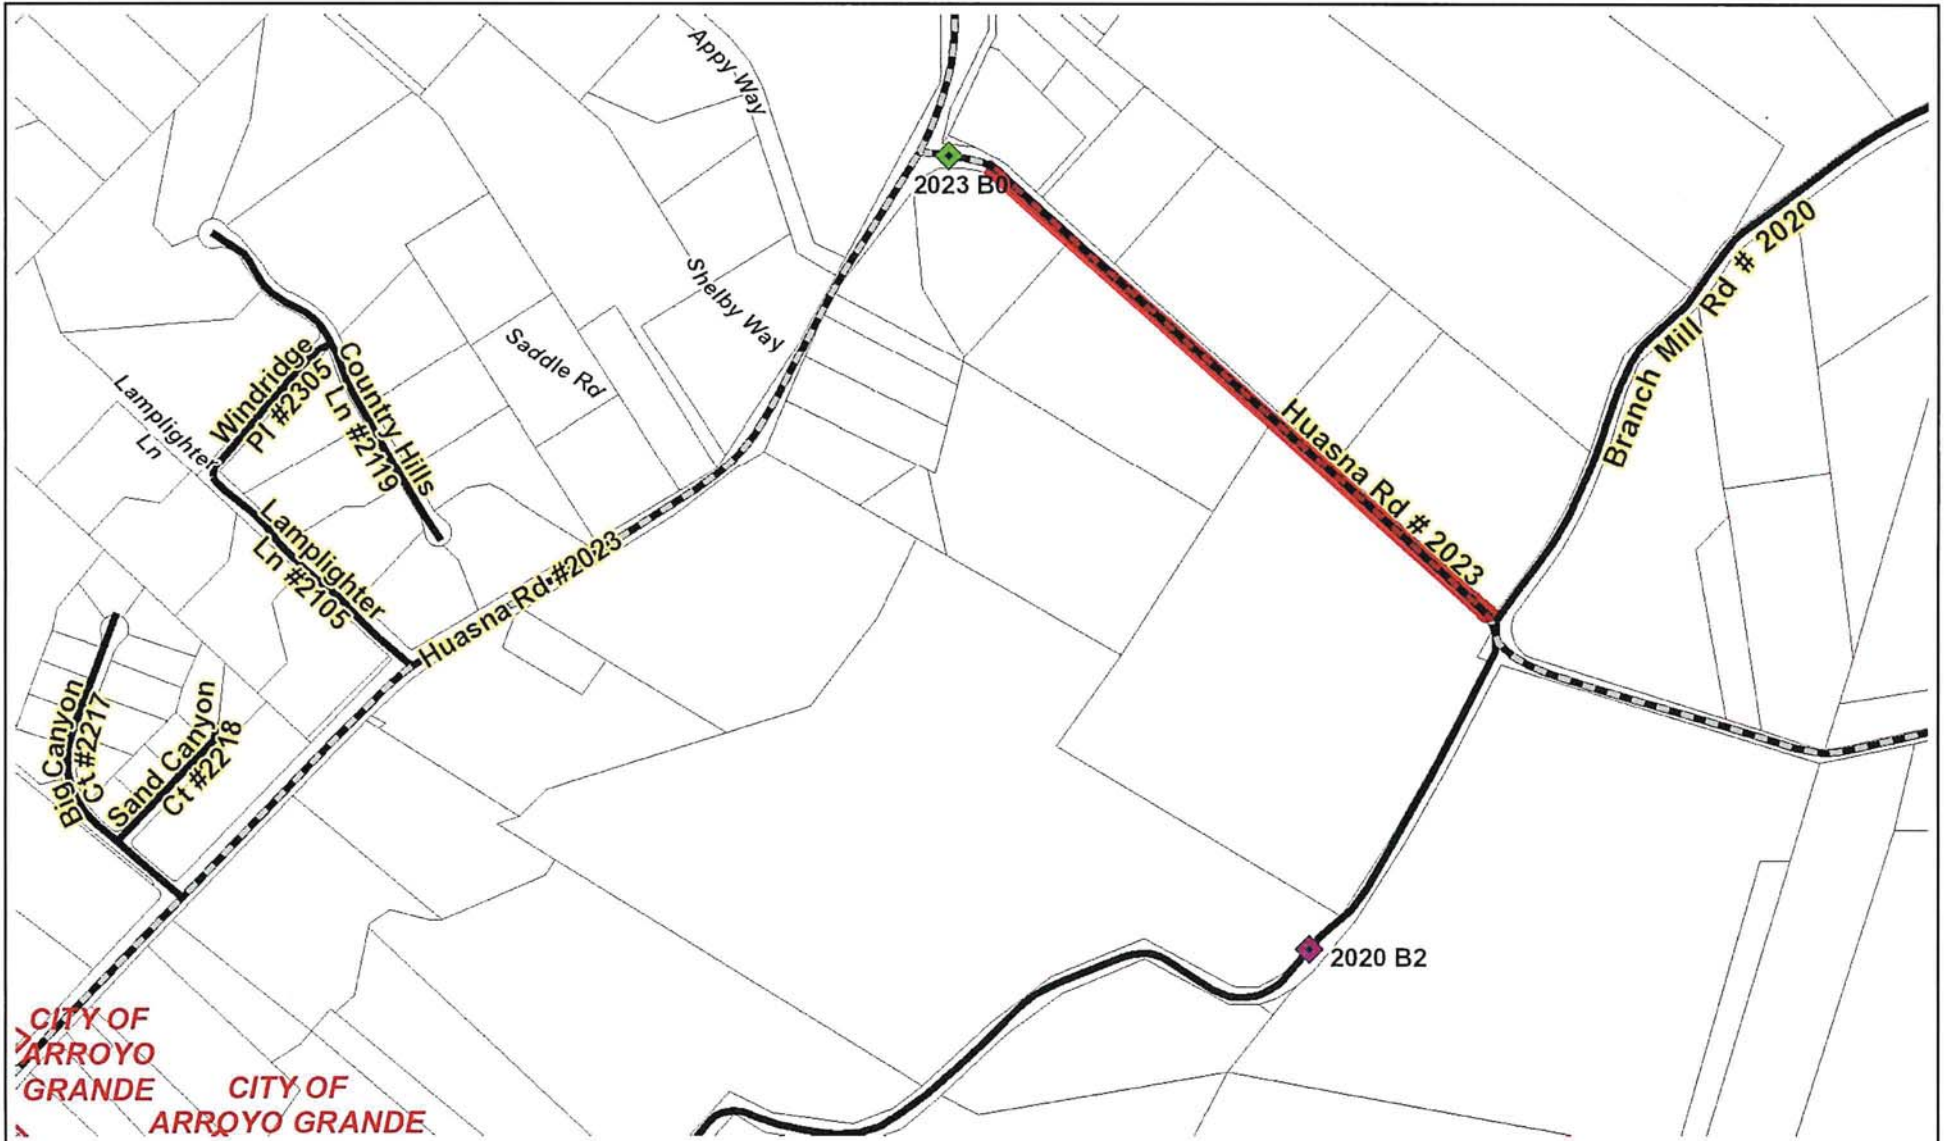 Appy Way
2023 B0
Branch Mill Rd # 2020
Shelby Way
Saddle Rd
Windridge
Pl #2305
Country Hills
Ln #2119
Lamplighter
Ln
Huasna Rd # 2023
Lamplighter
Ln #2105
Huasna Rd #2023
Big Canyon
Ct #2217
Sand Canyon
Ct #2218
2020 B2
CITY OF
ARROYO
GRANDE
CITY OF
ARROYO GRANDE